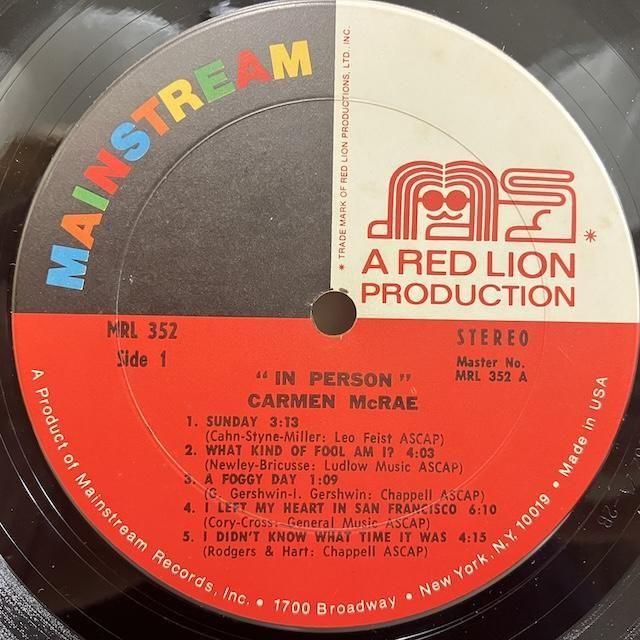 MAINSTREAM
* TRADE MARK OF RED LION PRODUCTIONS, LTD., INC.
*
A RED LION
PRODUCTION
MRL 352
Side 1
STEREO
Master No.
MRL 352 A
"IN PERSON"
CARMEN McRAE
1. SUNDAY 3:13
(Cahn-Styne-Miller: Leo Feist ASCAP)
2. WHAT KIND OF FOOL AM I? 4:03
(Newley-Bricusse: Ludlow Music ASCAP)
3. A FOGGY DAY 1:09
(G. Gershwin-I. Gershwin: Chappell ASCAP)
4. I LEFT MY HEART IN SAN FRANCISCO 6:10
(Cory-Cross: General Music ASCAP)
5. I DIDN'T KNOW WHAT TIME IT WAS 4:15
(Rodgers & Hart: Chappell ASCAP)
A Product of Mainstream Records, Inc. • 1700 Broadway • New York, N.Y. 10019 • Made in USA